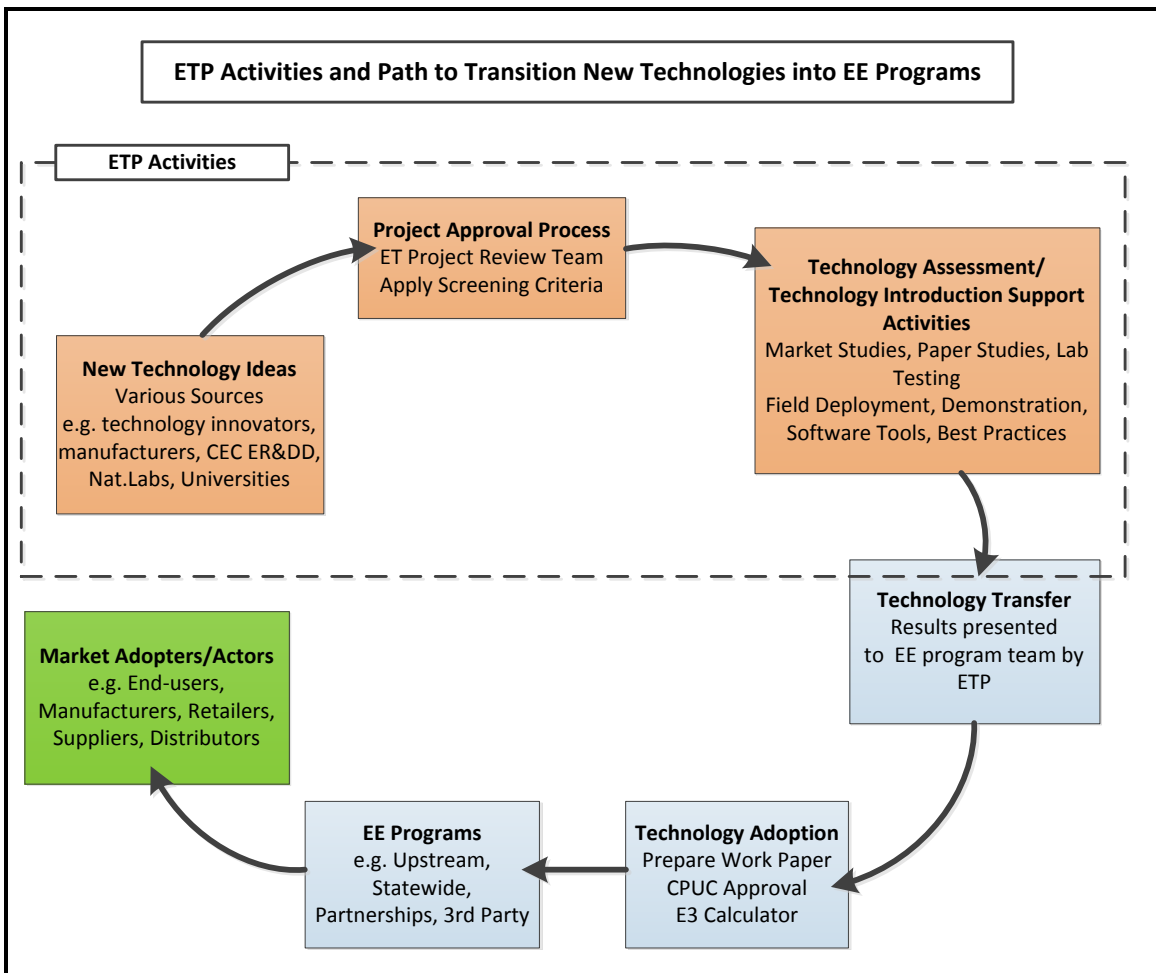 ETP Activities and Path to Transition New Technologies into EE Programs
ETP Activities
New Technology Ideas
Various Sources
e.g. technology innovators,
manufacturers, CEC ER&DD,
Nat.Labs, Universities
Project Approval Process
ET Project Review Team
Apply Screening Criteria
Technology Assessment/
Technology Introduction Support
Activities
Market Studies, Paper Studies, Lab
Testing
Field Deployment, Demonstration,
Software Tools, Best Practices
Technology Transfer
Results presented
to EE program team by
ETP
Technology Adoption
Prepare Work Paper
CPUC Approval
E3 Calculator
EE Programs
e.g. Upstream,
Statewide,
Partnerships, 3rd Party
Market Adopters/Actors
e.g. End-users,
Manufacturers, Retailers,
Suppliers, Distributors